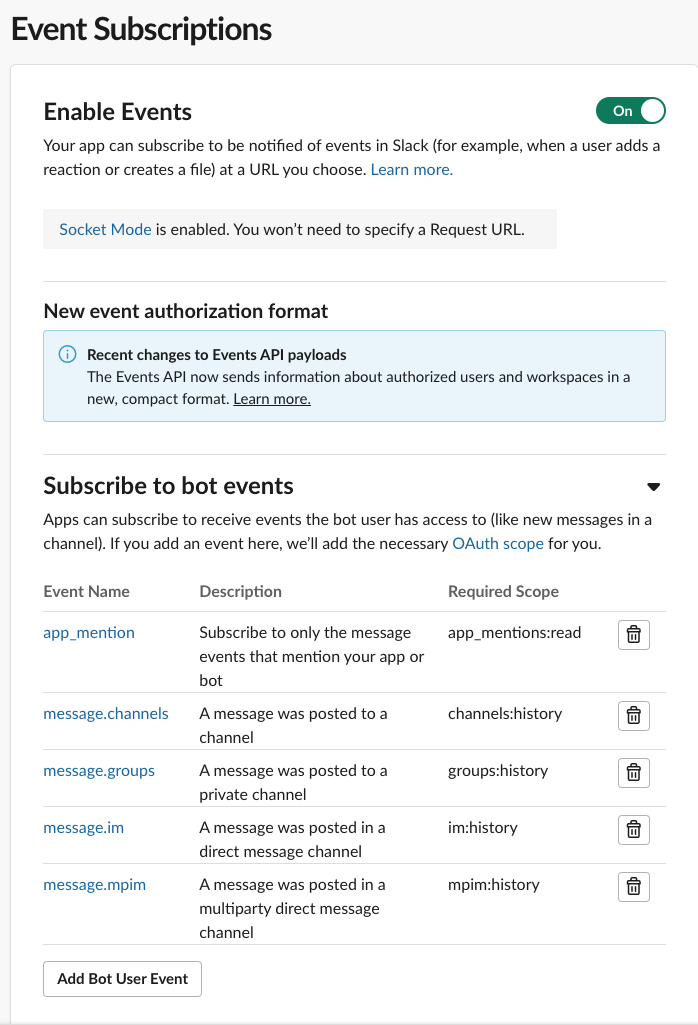 Event Subscriptions
Enable Events
On
Your app can subscribe to be notified of events in Slack (for example, when a user adds a
reaction or creates a file) at a URL you choose. Learn more.
Socket Mode is enabled. You won’t need to specify a Request URL.
New event authorization format
Recent changes to Events API payloads
The Events API now sends information about authorized users and workspaces in a
new, compact format. Learn more.
Subscribe to bot events
Apps can subscribe to receive events the bot user has access to (like new messages in a
channel). If you add an event here, we’ll add the necessary OAuth scope for you.
Event Name Description Required Scope
app_mention Subscribe to only the message app_mentions:read
events that mention your app or
bot
message.channels A message was posted to a channels:history
channel
message.groups A message was posted to a groups:history
private channel
message.im A message was posted in a im:history
direct message channel
message.mpim A message was posted in a mpim:history
multiparty direct message
channel
Add Bot User Event